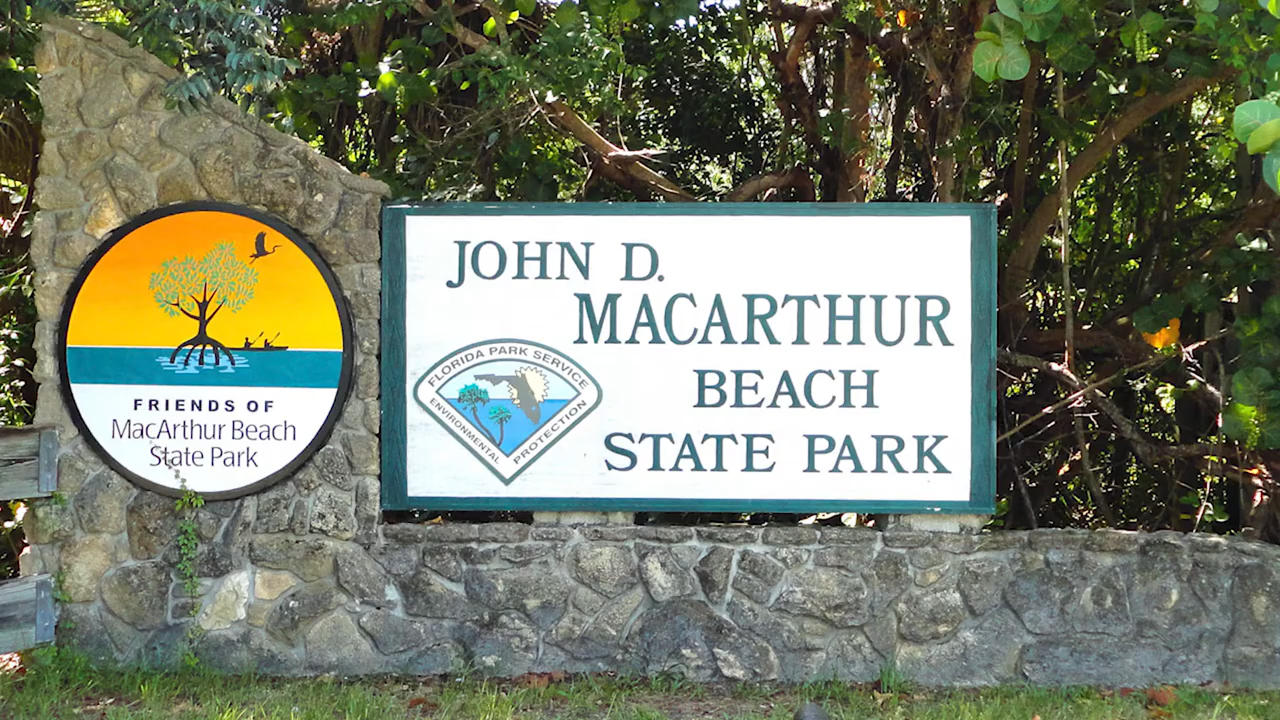 JOHN D.
MACARTHUR
BEACH
STATE PARK
FLORIDA PARK SERVICE
ENVIRONMENTAL PROTECTION
FRIENDS OF
MacArthur Beach
State Park